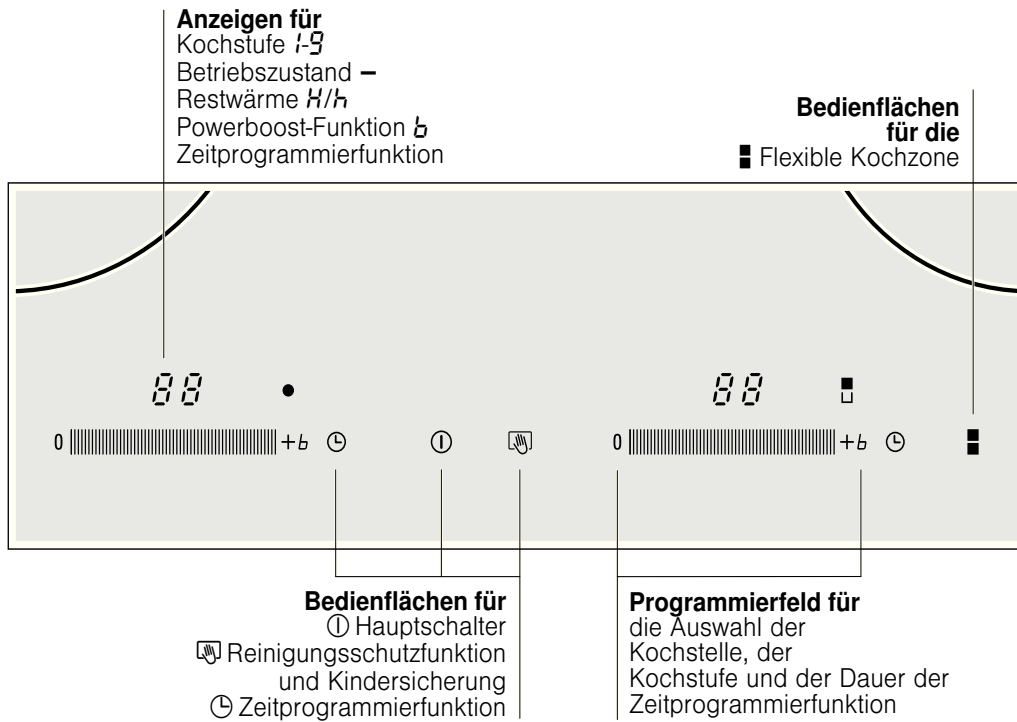 Anzeigen für
Kochstufe 1-9
Betriebszustand –
Restwärme H/h
Powerboost-Funktion b
Zeitprogrammierfunktion
Bedienflächen
für die
Flexible Kochzone
88
88
0 +b
0 +b
Bedienflächen für
Hauptschalter
Reinigungsschutzfunktion
und Kindersicherung
Zeitprogrammierfunktion
Programmierfeld für
die Auswahl der
Kochstelle, der
Kochstufe und der Dauer der
Zeitprogrammierfunktion